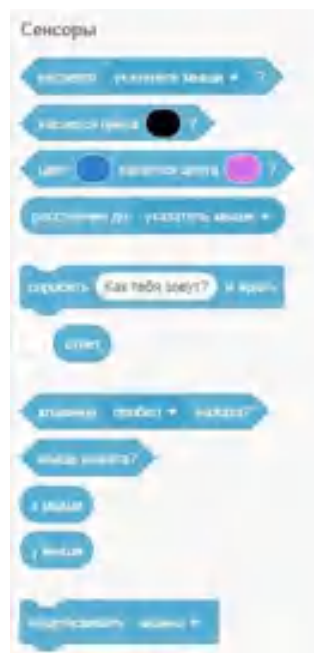 Сенсоры
касается указатель мыши ?
касается цвета ?
цвет касается цвета ?
расстояние до указатель мыши
спросить Как тебя зовут? и ждать
ответ
клавиша пробел нажата?
мышь нажата?
x мыши
y мыши